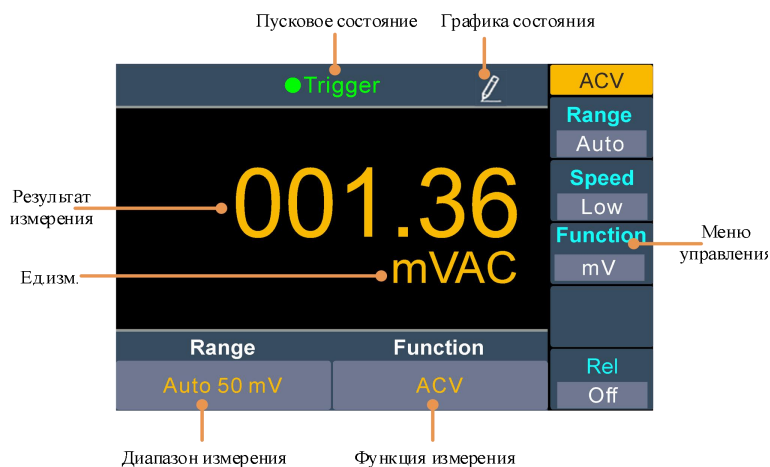 Пусковое состояние
Графика состояния
Trigger
ACV
Range
Auto
Speed
Low
Function
mV
Rel
Off
001.36
mVAC
Результат
измерения
Ед.изм.
Меню
управления
Range
Function
Auto 50 mV
ACV
Диапазон измерения
Функция измерения